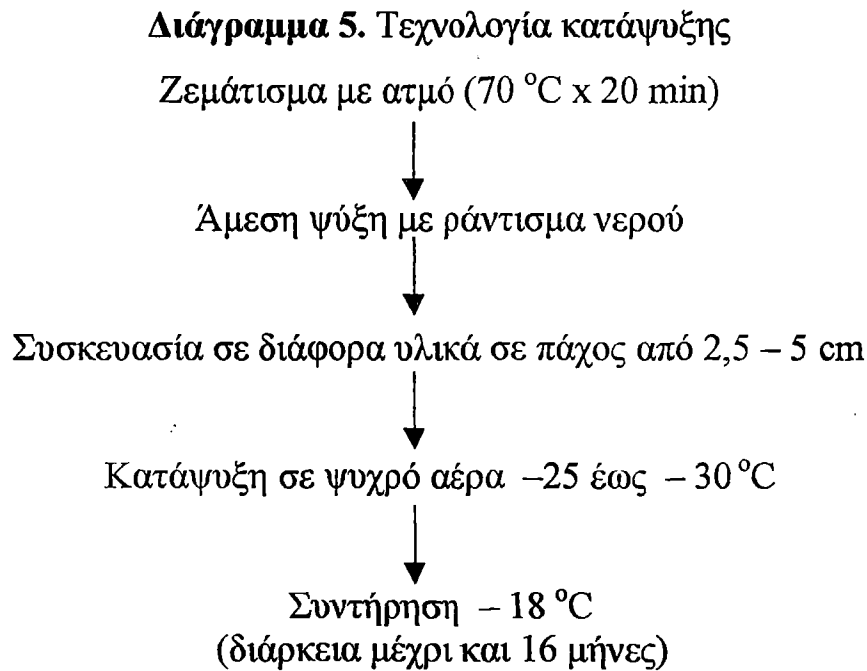 Διάγραμμα 5. Τεχνολογία κατάψυξης
Ζεμάτισμα με ατμό (70 °C x 20 min)
Άμεση ψύξη με ράντισμα νερού
Συσκευασία σε διάφορα υλικά σε πάχος από 2,5 – 5 cm
Κατάψυξη σε ψυχρό αέρα –25 έως – 30 °C
Συντήρηση – 18 °C
(διάρκεια μέχρι και 16 μήνες)